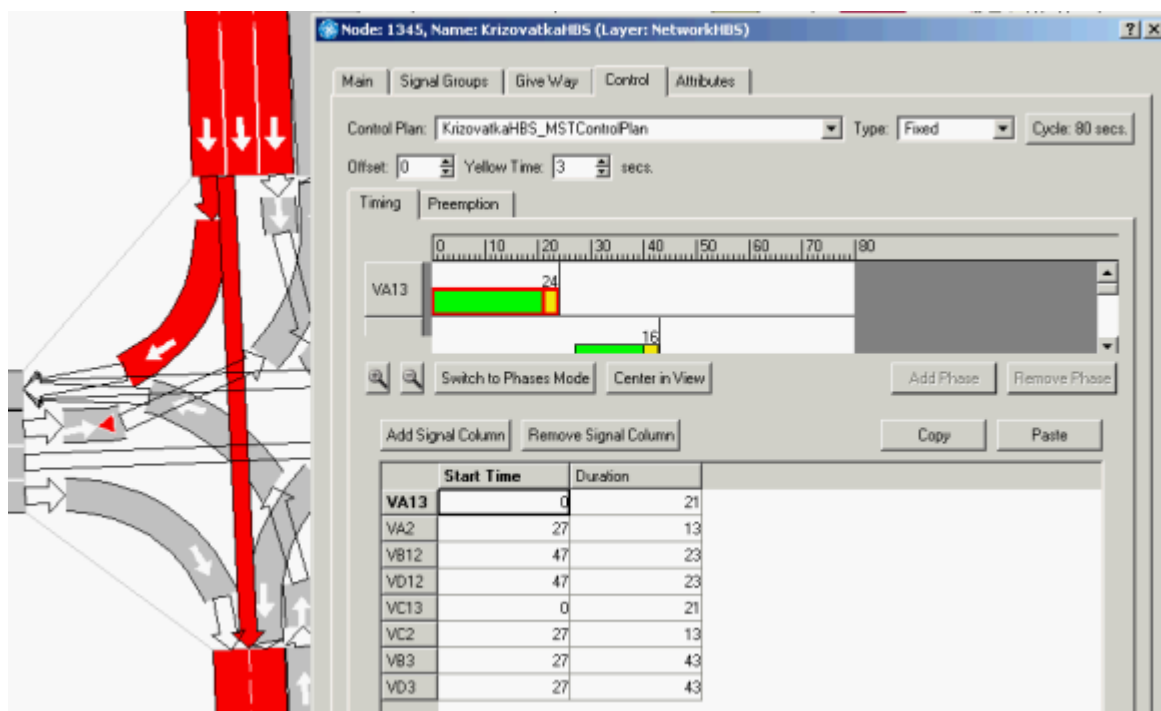 Node: 1345, Name: KrizovatkaHBS (Layer: NetworkHBS)
Main Signal Groups Give Way Control Attributes
Control Plan: KrizovatkaHBS_MSTControlPlan Type: Fixed Cycle: 80 secs.
Offset: 0 Yellow Time: 3 secs.
Timing Preemption
0 10 20 30 40 50 60 70 80
VA13 24
16
Switch to Phases Mode Center in View Add Phase Remove Phase
Add Signal Column Remove Signal Column Copy Paste
Start Time Duration
VA13 0 21
VA2 27 13
VB12 47 23
VD12 47 23
VC13 0 21
VC2 27 13
VB3 27 43
VD3 27 43